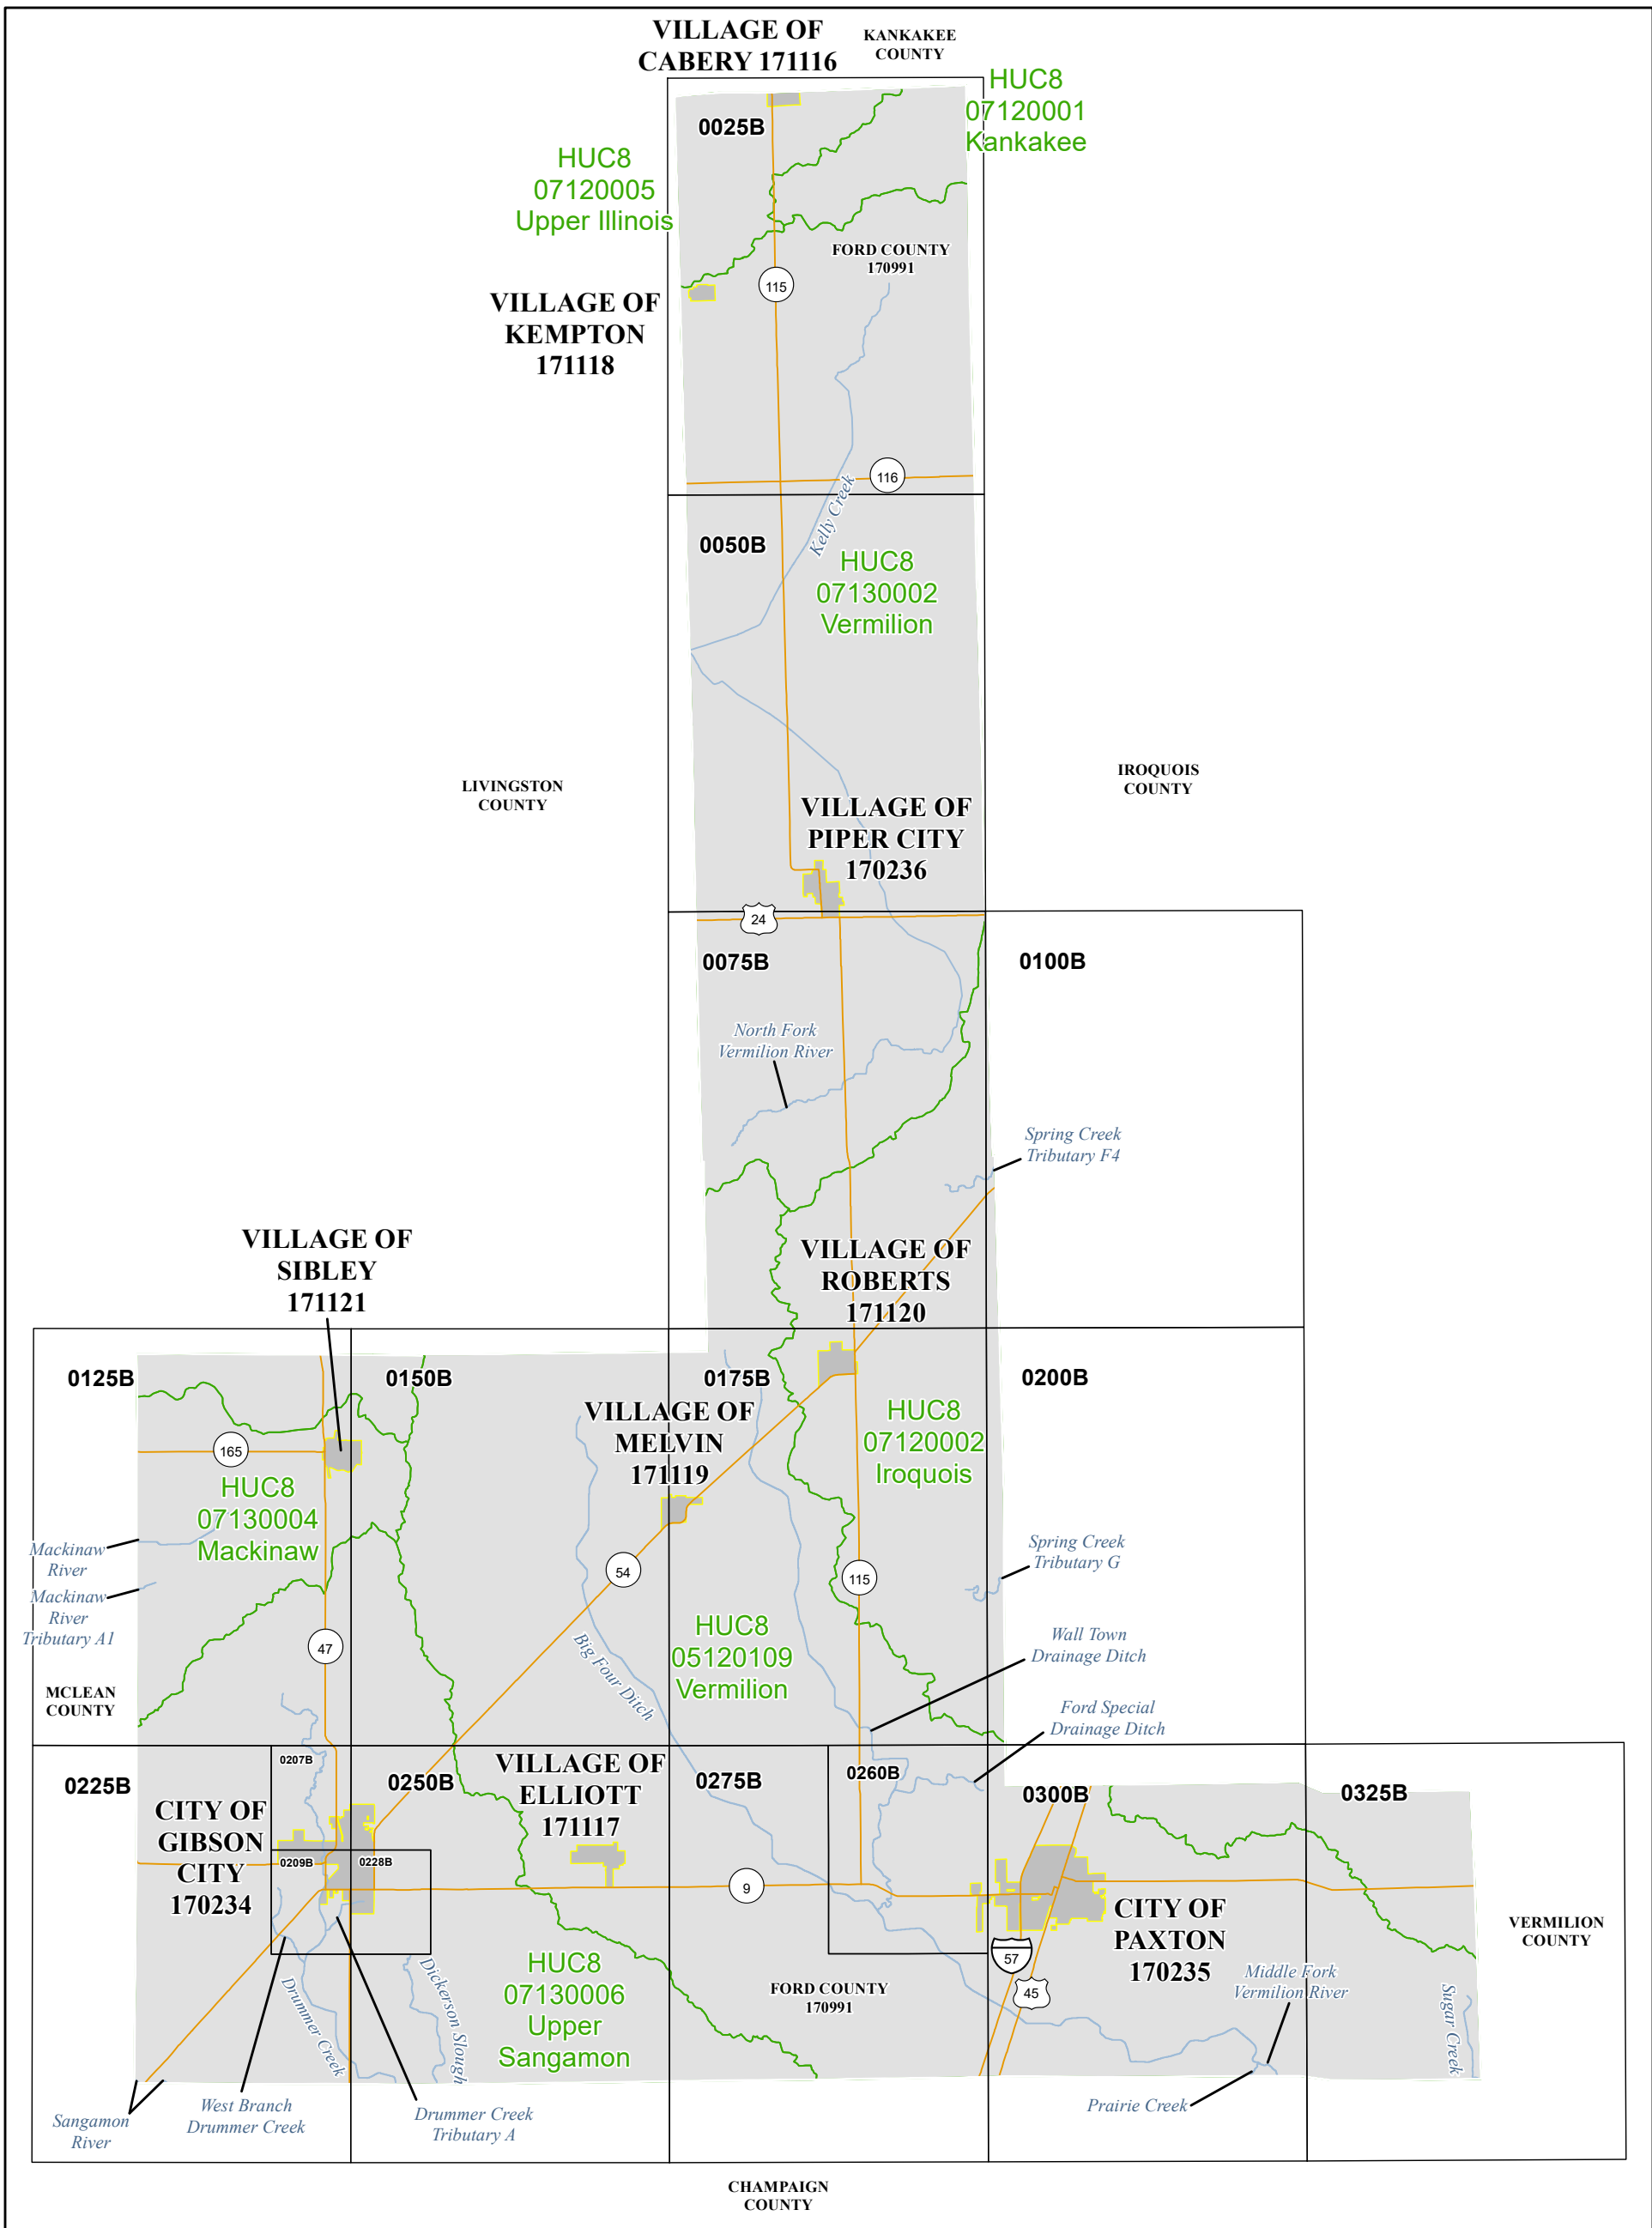 VILLAGE OF
CABERY 171116
KANKAKEE
COUNTY
HUC8
07120001
Kankakee
0025B
HUC8
07120005
Upper Illinois
FORD COUNTY
170991
115
VILLAGE OF
KEMPTON
171118
116
Kelly Creek
0050B
HUC8
07130002
Vermilion
LIVINGSTON
COUNTY
IROQUOIS
COUNTY
VILLAGE OF
PIPER CITY
170236
24
0075B
0100B
North Fork
Vermilion River
Spring Creek
Tributary F4
VILLAGE OF
SIBLEY
171121
VILLAGE OF
ROBERTS
171120
0125B
0150B
0175B
0200B
VILLAGE OF
MELVIN
171119
HUC8
07120002
Iroquois
165
HUC8
07130004
Mackinaw
Mackinaw
River
Mackinaw
River
Tributary A1
54
115
Spring Creek
Tributary G
47
Big Four Ditch
HUC8
05120109
Vermilion
Wall Town
Drainage Ditch
MCLEAN
COUNTY
Ford Special
Drainage Ditch
0207B
0225B
0250B
VILLAGE OF
ELLIOTT
171117
0275B
0260B
0300B
0325B
CITY OF
GIBSON
CITY
170234
0209B
0228B
9
CITY OF
PAXTON
170235
VERMILION
COUNTY
57
45
HUC8
07130006
Upper
Sangamon
FORD COUNTY
170991
Middle Fork
Vermilion River
Drummer Creek
Dickerson Slough
Sugar Creek
Sangamon
River
West Branch
Drummer Creek
Drummer Creek
Tributary A
Prairie Creek
CHAMPAIGN
COUNTY